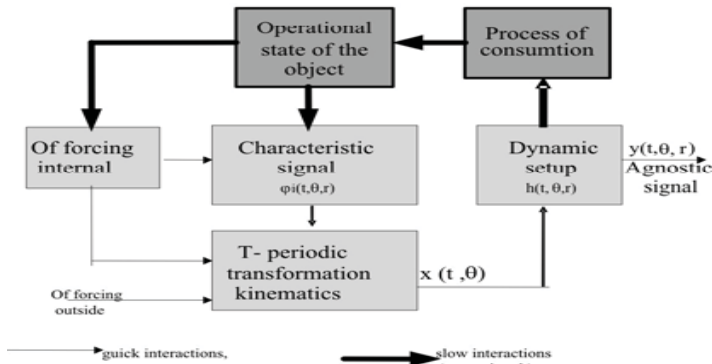 Operational
state of the
object
Process of
consumtion
Of forcing
internal
Characteristic
signal
φi(t,θ,r)
Dynamic
setup
h(t, θ,r)
y(t,θ, r)
Agnostic
signal
T- periodic
transformation
kinematics
x (t ,θ)
Of forcing
outside
guick interactions,
slow interactions